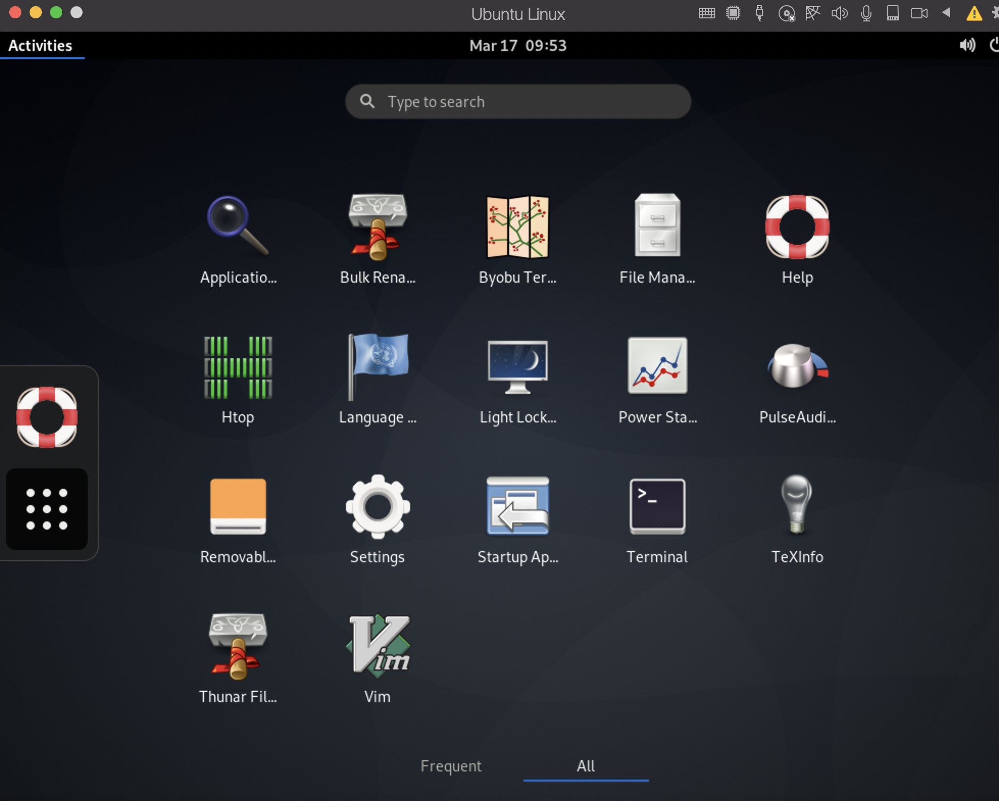 Ubuntu Linux
Activities
Mar 17 09:53
Type to search
Applicatio...
Bulk Rena...
Byobu Ter...
File Mana...
Help
Htop
Language ...
Light Lock...
Power Sta...
PulseAudi...
Removabl...
Settings
Startup Ap...
>_
Terminal
TeXInfo
Thunar Fil...
Vim
Vim
Frequent
All